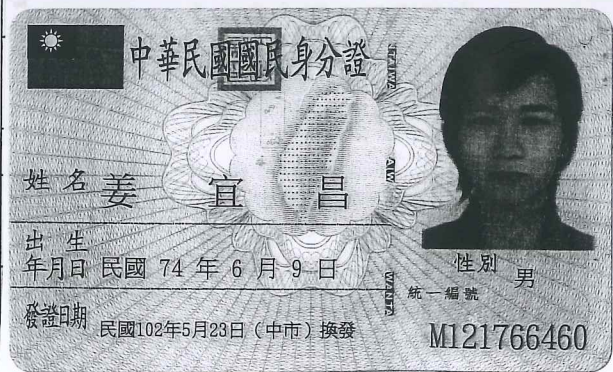 中華民國國民身分證
姓名 姜宜昌
出生
年月日 民國 74 年 6 月 9 日
性別 男
統一編號
發證日期 民國102年5月23日（中市）換發
M121766460